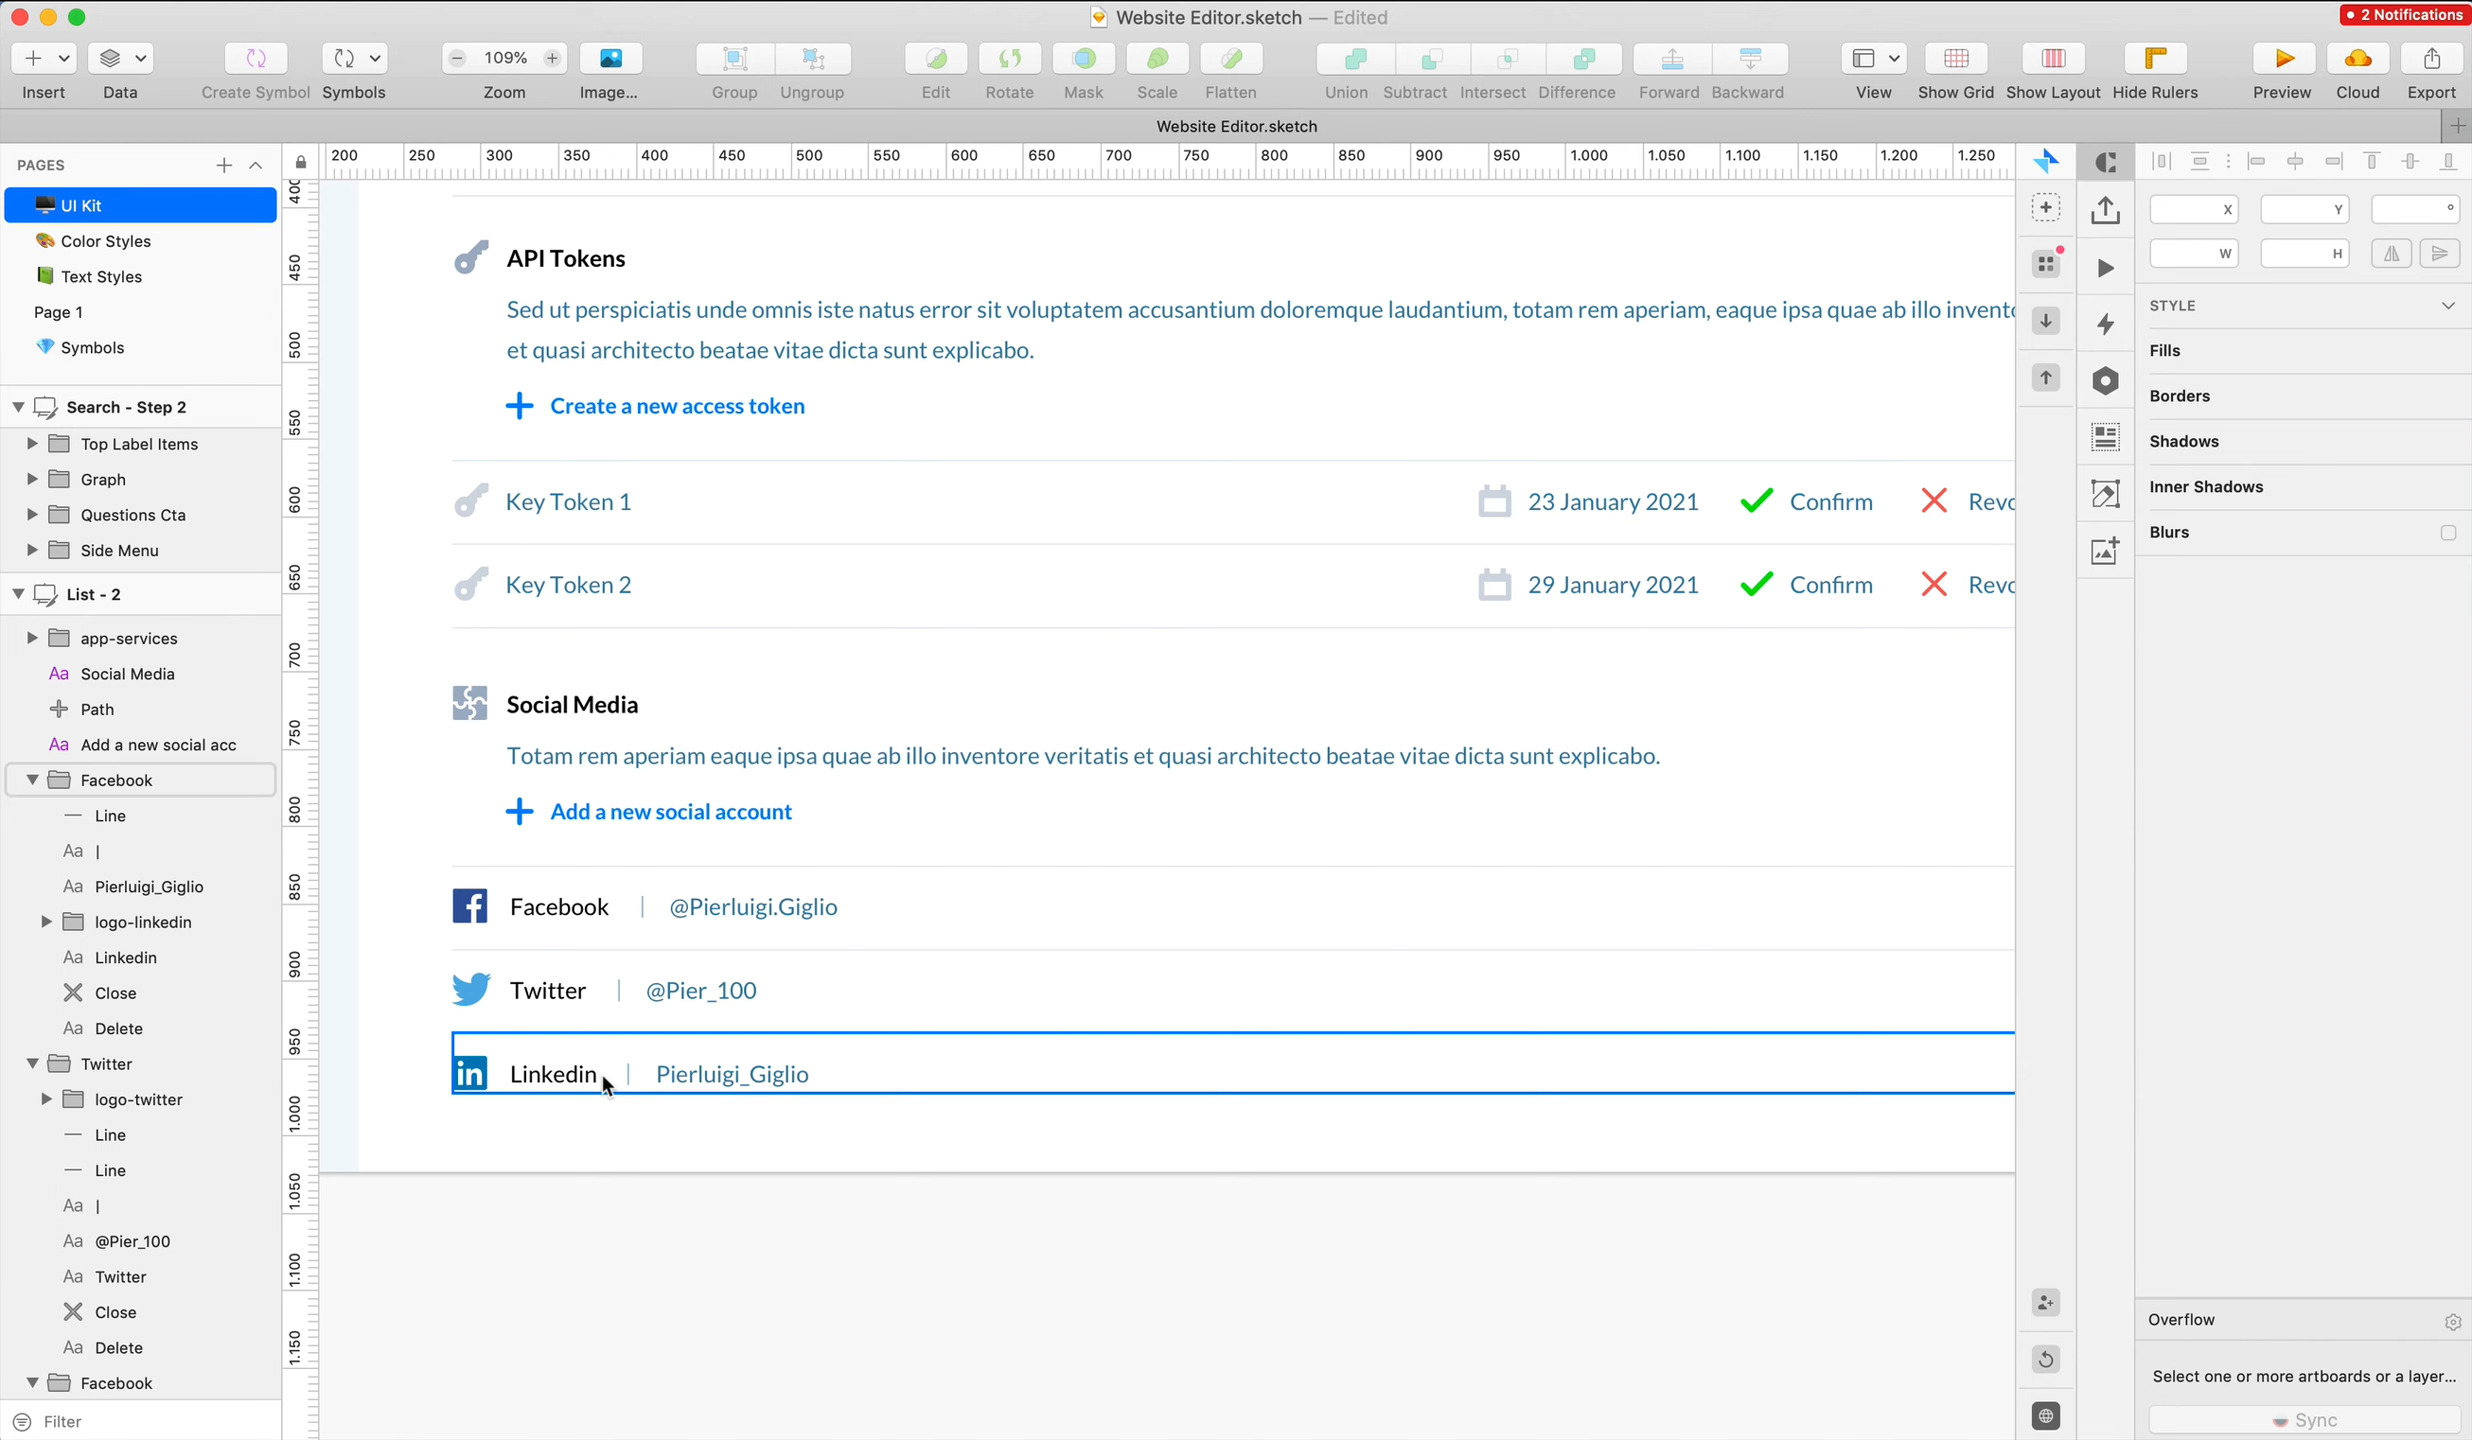 Website Editor.sketch — Edited
2 Notifications
Insert
Data
Create Symbol
Symbols
109%
Zoom
Image...
Group
Ungroup
Edit
Rotate
Mask
Scale
Flatten
Union
Subtract
Intersect
Difference
Forward
Backward
View
Show Grid
Show Layout
Hide Rulers
Preview
Cloud
Export
Website Editor.sketch
PAGES
UI Kit
Color Styles
Text Styles
Page 1
Symbols
Search - Step 2
Top Label Items
Graph
Questions Cta
Side Menu
List - 2
app-services
Aa Social Media
Path
Aa Add a new social acc
Facebook
Line
Aa |
Aa Pierluigi_Giglio
logo-linkedin
Aa Linkedin
Close
Aa Delete
Twitter
logo-twitter
Line
Line
Aa |
Aa @Pier_100
Aa Twitter
Close
Aa Delete
Facebook
Filter
200 250 300 350 400 450 500 550 600 650 700 750 800 850 900 950 1.000 1.050 1.100 1.150 1.200 1.250
400
450
500
550
600
650
700
750
800
850
900
950
1.000
1.050
1.100
1.150
API Tokens
Sed ut perspiciatis unde omnis iste natus error sit voluptatem accusantium doloremque laudantium, totam rem aperiam, eaque ipsa quae ab illo invento
et quasi architecto beatae vitae dicta sunt explicabo.
Create a new access token
Key Token 1 23 January 2021 Confirm Revo
Key Token 2 29 January 2021 Confirm Revo
Social Media
Totam rem aperiam eaque ipsa quae ab illo inventore veritatis et quasi architecto beatae vitae dicta sunt explicabo.
Add a new social account
Facebook | @Pierluigi.Giglio
Twitter | @Pier_100
in Linkedin | Pierluigi_Giglio
X Y °
W H
STYLE
Fills
Borders
Shadows
Inner Shadows
Blurs
Overflow
Select one or more artboards or a layer...
Sync